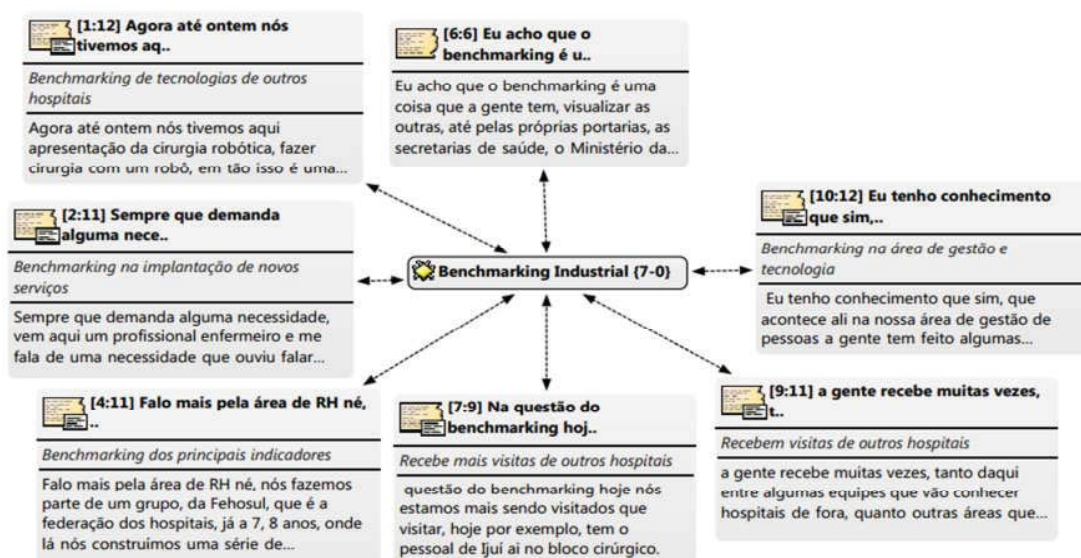 [1:12] Agora até ontem nós
tivemos aq..
Benchmarking de tecnologias de outros
hospitais
Agora até ontem nós tivemos aqui
apresentação da cirurgia robótica, fazer
cirurgia com um robô, em tão isso é uma...
[6:6] Eu acho que o
benchmarking é u..
Eu acho que o benchmarking é uma
coisa que a gente tem, visualizar as
outras, até pelas próprias portarias, as
secretarias de saúde, o Ministério da...
[2:11] Sempre que demanda
alguma nece..
Benchmarking na implantação de novos
serviços
Sempre que demanda alguma necessidade,
vem aqui um profissional enfermeiro e me
fala de uma necessidade que ouviu falar...
Benchmarking Industrial {7-0}
[10:12] Eu tenho conhecimento
que sim,..
Benchmarking na área de gestão e
tecnologia
Eu tenho conhecimento que sim, que
acontece ali na nossa área de gestão de
pessoas a gente tem feito algumas...
[4:11] Falo mais pela área de RH né,
..
Benchmarking dos principais indicadores
Falo mais pela área de RH né, nós fazemos
parte de um grupo, da Fehosul, que é a
federação dos hospitais, já a 7, 8 anos, onde
lá nós construímos uma série de...
[7:9] Na questão do
benchmarking hoj..
Recebe mais visitas de outros hospitais
questão do benchmarking hoje nós
estamos mais sendo visitados que
visitar, hoje por exemplo, tem o
pessoal de Ijuí ai no bloco cirúrgico.
[9:11] a gente recebe muitas vezes,
t..
Recebem visitas de outros hospitais
a gente recebe muitas vezes, tanto daqui
entre algumas equipes que vão conhecer
hospitais de fora, quanto outras áreas que...